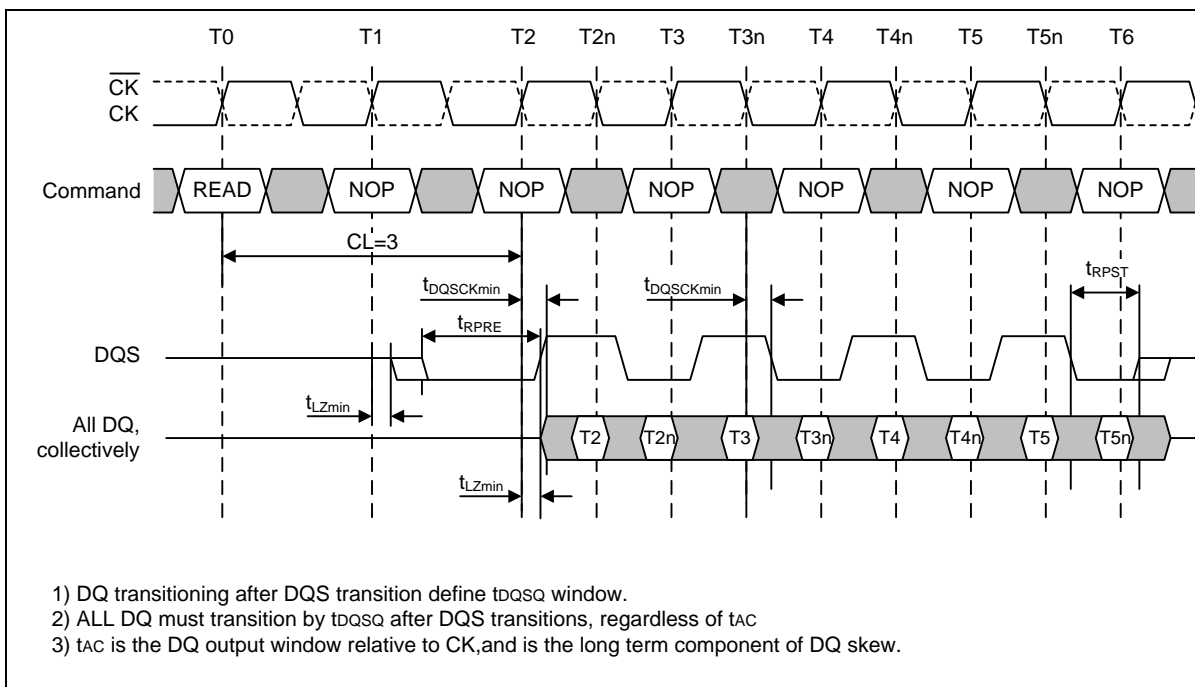 T0 T1 T2 T2n T3 T3n T4 T4n T5 T5n T6
CK
CK
Command READ NOP NOP NOP NOP NOP NOP
CL=3
tDQSCKmin tDQSCKmin tRPST
tRPRE
DQS
tLZmin
All DQ,
collectively
T2 T2n T3 T3n T4 T4n T5 T5n
tLZmin
1) DQ transitioning after DQS transition define tDQSQ window.
2) ALL DQ must transition by tDQSQ after DQS transitions, regardless of tAC
3) tAC is the DQ output window relative to CK,and is the long term component of DQ skew.